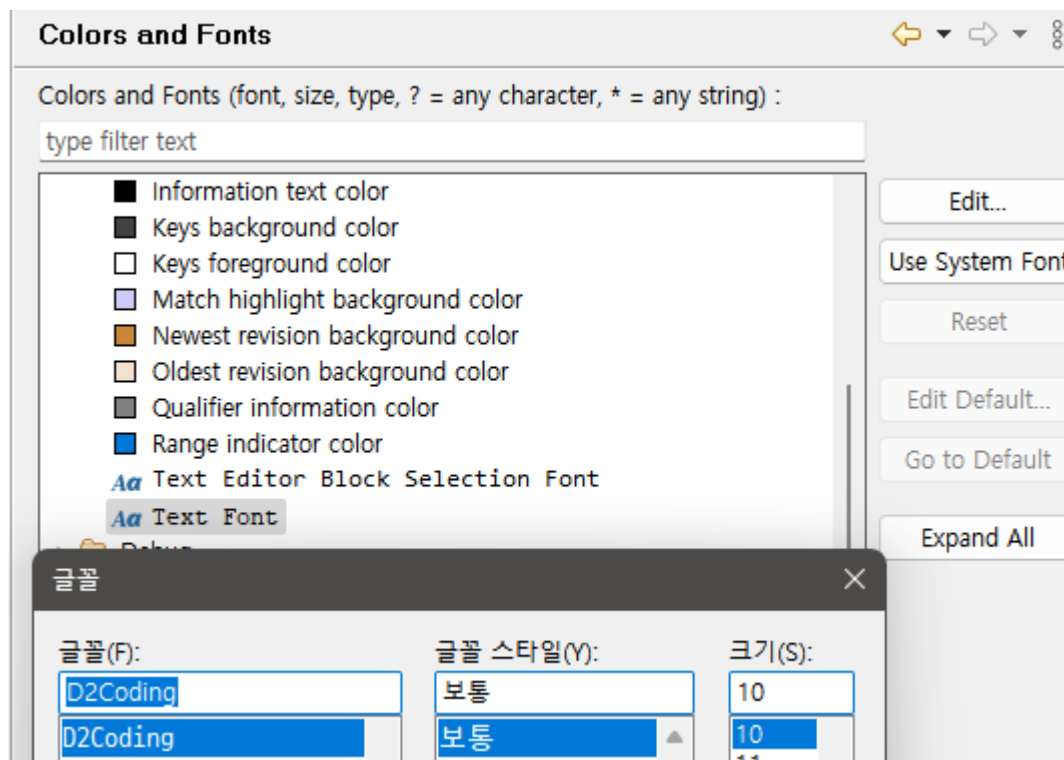 Colors and Fonts
Colors and Fonts (font, size, type, ? = any character, * = any string) :
type filter text
Information text color
Keys background color
Keys foreground color
Match highlight background color
Newest revision background color
Oldest revision background color
Qualifier information color
Range indicator color
Aa Text Editor Block Selection Font
Aa Text Font
Edit...
Use System Font
Reset
Edit Default...
Go to Default
Expand All
글꼴
글꼴(F):
글꼴 스타일(Y):
크기(S):
D2Coding
보통
10
D2Coding
보통
10